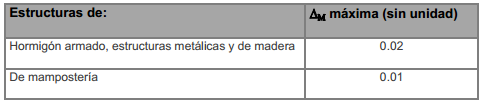 Estructuras de: ΔM máxima (sin unidad)
Hormigón armado, estructuras metálicas y de madera 0.02
De mampostería 0.01